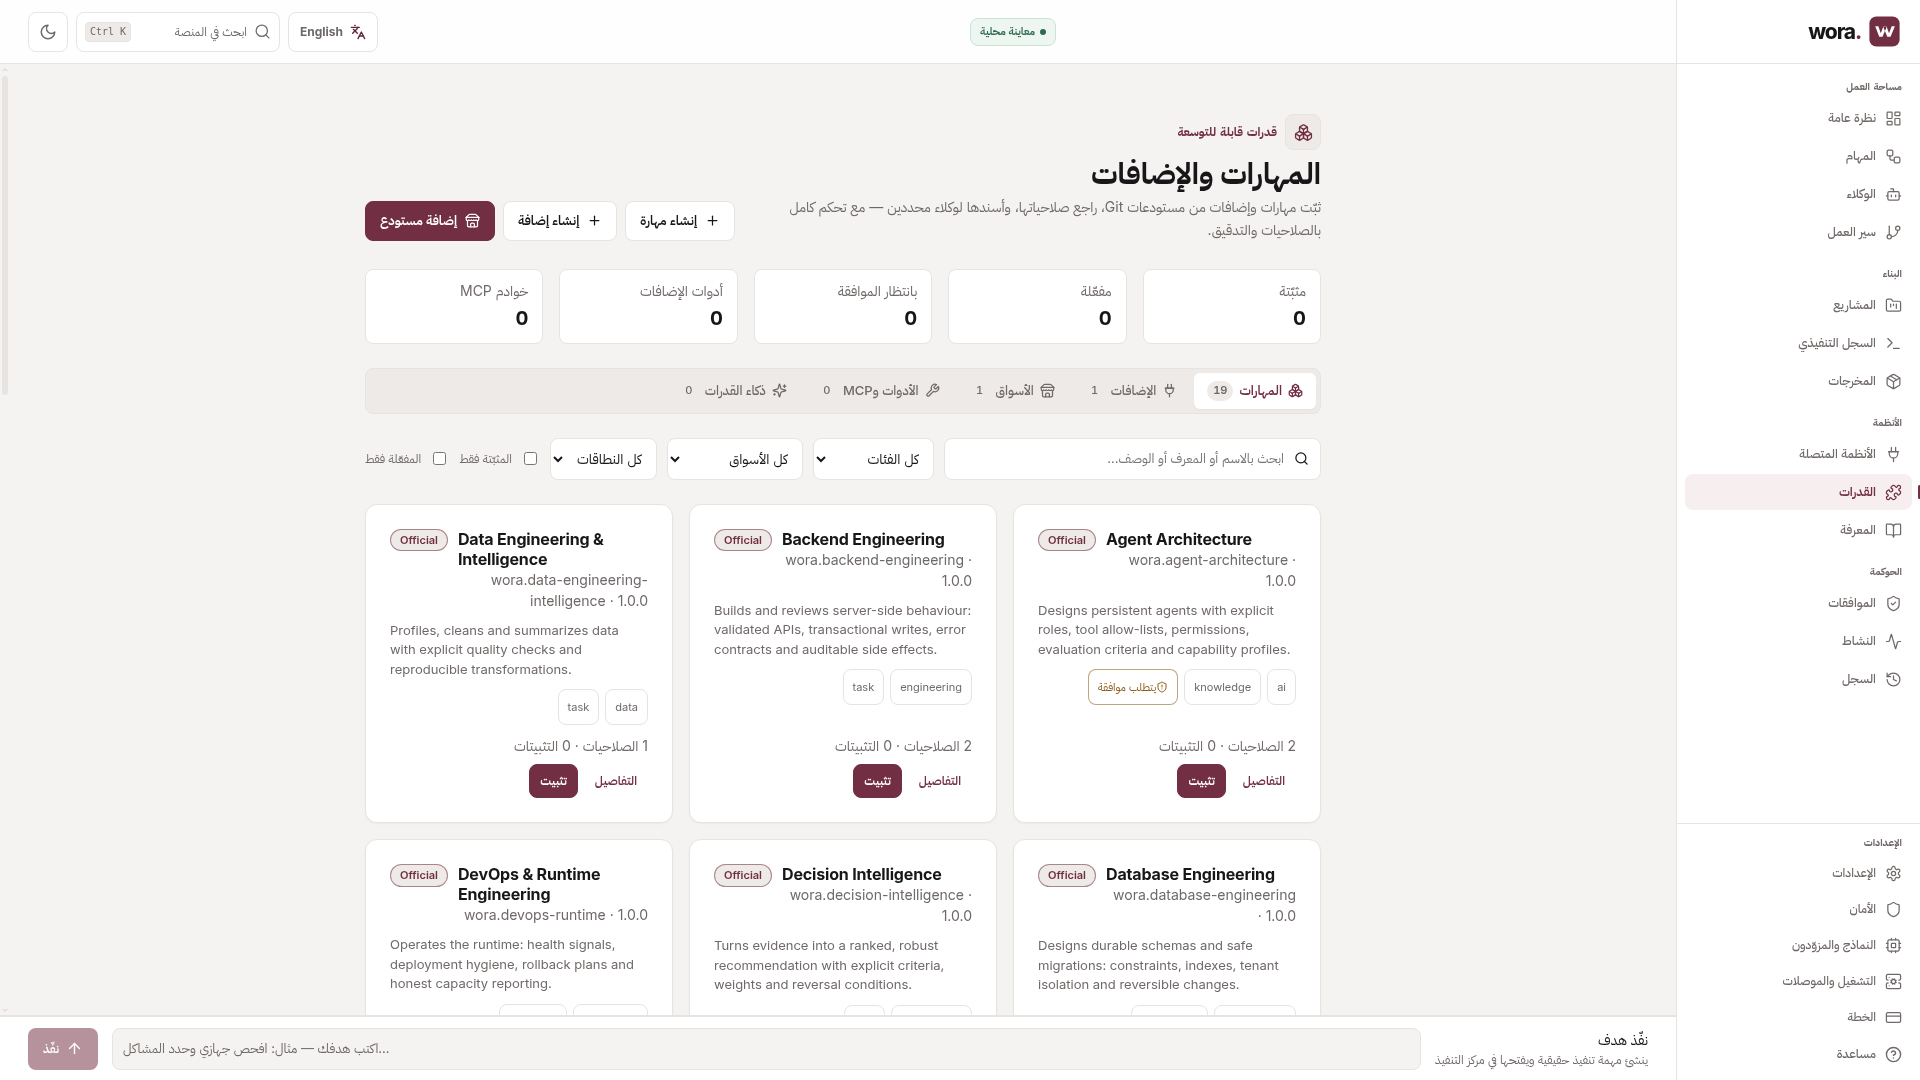 wora.
معاينة محلية
English
ابحث في المنصة
Ctrl K
مساحة العمل
نظرة عامة
المهام
الوكلاء
سير العمل
البناء
المشاريع
السجل التنفيذي
المخرجات
الأنظمة
الأنظمة المتصلة
القدرات
المعرفة
الحوكمة
الموافقات
النشاط
السجل
الإعدادات
الإعدادات
الأمان
النماذج والمزوّدون
التشغيل والموصلات
الخطة
مساعدة
قدرات قابلة للتوسعة
المهارات والإضافات
ثبّت مهارات وإضافات من مستودعات Git، راجع صلاحياتها، وأسندها لوكلاء محددين — مع تحكم كامل
بالصلاحيات والتدقيق.
إنشاء مهارة
إنشاء إضافة
إضافة مستودع
مثبّتة
0
مفعّلة
0
بانتظار الموافقة
0
أدوات الإضافات
0
خوادم MCP
0
المهارات 19
الإضافات 1
الأسواق 1
الأدوات وMCP 0
ذكاء القدرات 0
ابحث بالاسم أو المعرف أو الوصف...
كل الفئات
كل الأسواق
كل النطاقات
المثبّتة فقط
المفعّلة فقط
Agent Architecture
Official
wora.agent-architecture ·
1.0.0
Designs persistent agents with explicit
roles, tool allow-lists, permissions,
evaluation criteria and capability profiles.
ai
knowledge
يتطلب موافقة
2 الصلاحيات · 0 التثبيتات
التفاصيل
تثبيت
Backend Engineering
Official
wora.backend-engineering ·
1.0.0
Builds and reviews server-side behaviour:
validated APIs, transactional writes, error
contracts and auditable side effects.
engineering
task
2 الصلاحيات · 0 التثبيتات
التفاصيل
تثبيت
Data Engineering &
Intelligence
Official
wora.data-engineering-
intelligence · 1.0.0
Profiles, cleans and summarizes data
with explicit quality checks and
reproducible transformations.
data
task
1 الصلاحيات · 0 التثبيتات
التفاصيل
تثبيت
Database Engineering
Official
wora.database-engineering
· 1.0.0
Designs durable schemas and safe
migrations: constraints, indexes, tenant
isolation and reversible changes.
Decision Intelligence
Official
wora.decision-intelligence ·
1.0.0
Turns evidence into a ranked, robust
recommendation with explicit criteria,
weights and reversal conditions.
DevOps & Runtime
Engineering
Official
wora.devops-runtime · 1.0.0
Operates the runtime: health signals,
deployment hygiene, rollback plans and
honest capacity reporting.
نفّذ هدف
ينشئ مهمة تنفيذ حقيقية ويفتحها في مركز التنفيذ
اكتب هدفك — مثال: افحص جهازي وحدد المشاكل...
نفّذ